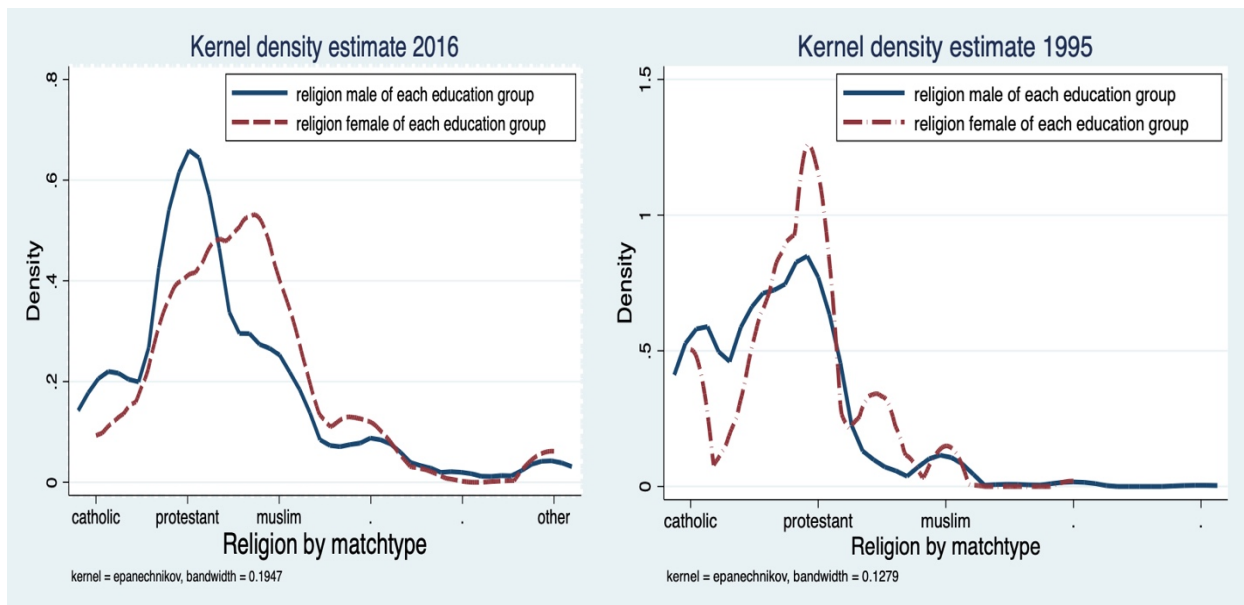 Kernel density estimate 2016
religion male of each education group
religion female of each education group
.8
.6
.4
.2
0
Density
catholic protestant muslim . . other
Religion by matchtype
kernel = epanechnikov, bandwidth = 0.1947
Kernel density estimate 1995
religion male of each education group
religion female of each education group
1.5
1
.5
0
Density
catholic protestant muslim . .
Religion by matchtype
kernel = epanechnikov, bandwidth = 0.1279